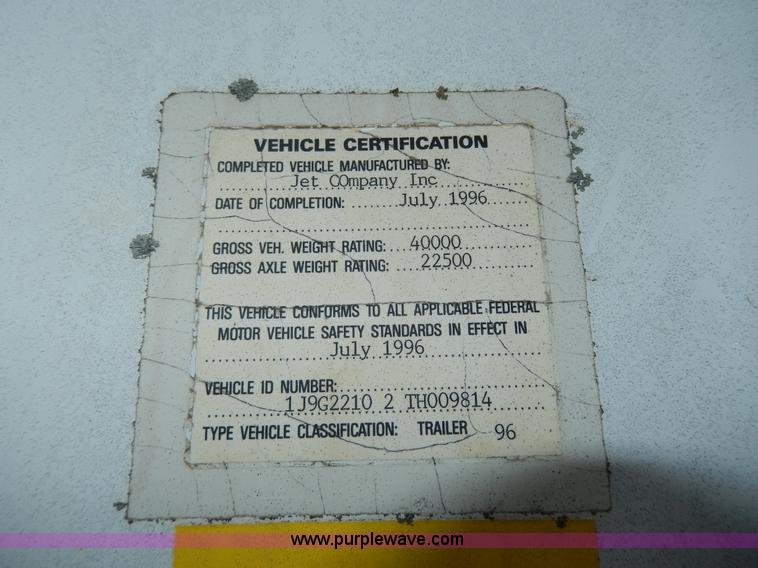 VEHICLE CERTIFICATION
COMPLETED VEHICLE MANUFACTURED BY:
Jet COmpany Inc
DATE OF COMPLETION: July 1996
GROSS VEH. WEIGHT RATING: 40000
GROSS AXLE WEIGHT RATING: 22500
THIS VEHICLE CONFORMS TO ALL APPLICABLE FEDERAL
MOTOR VEHICLE SAFETY STANDARDS IN EFFECT IN
July 1996
VEHICLE ID NUMBER:
1J9G2210 2 TH009814
TYPE VEHICLE CLASSIFICATION: TRAILER 96
www.purplewave.com